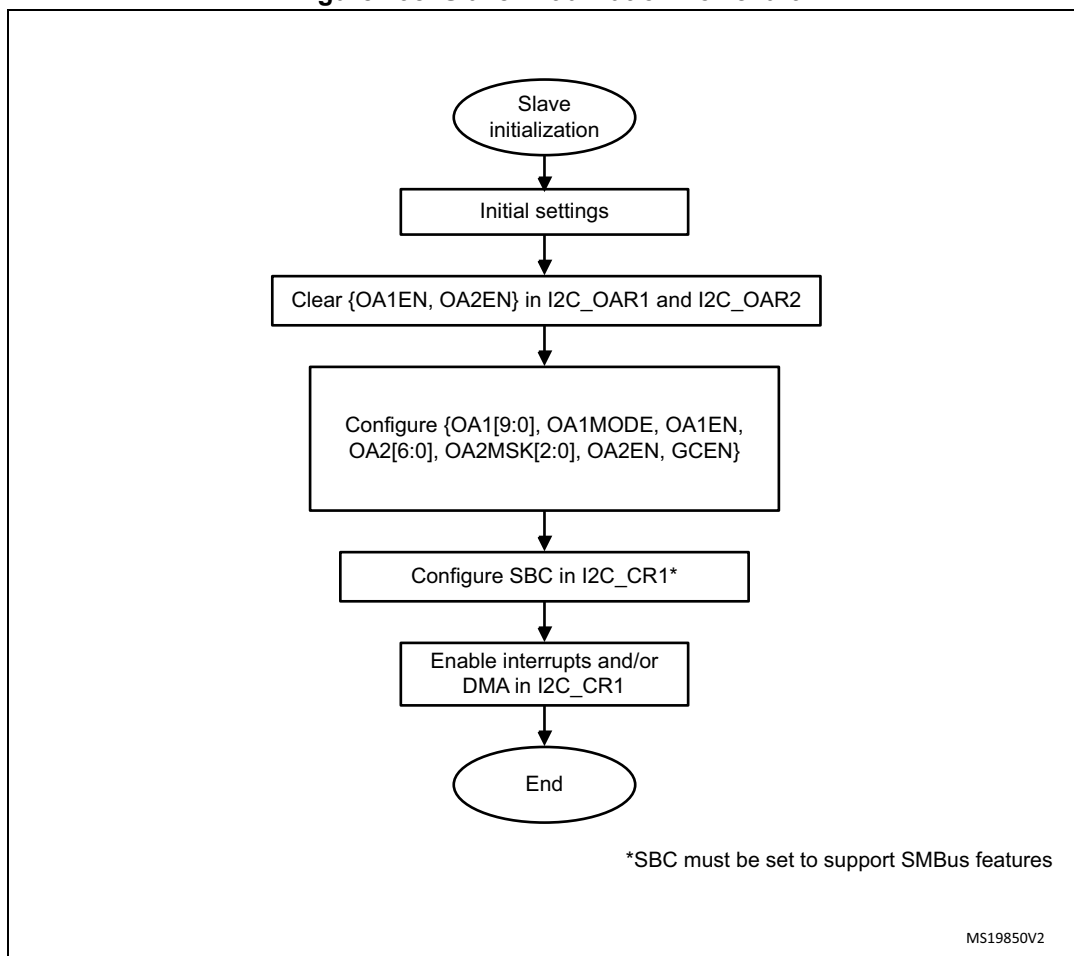 Slave
initialization
Initial settings
Clear {OA1EN, OA2EN} in I2C_OAR1 and I2C_OAR2
Configure {OA1[9:0], OA1MODE, OA1EN,
OA2[6:0], OA2MSK[2:0], OA2EN, GCEN}
Configure SBC in I2C_CR1*
Enable interrupts and/or
DMA in I2C_CR1
End
*SBC must be set to support SMBus features
MS19850V2